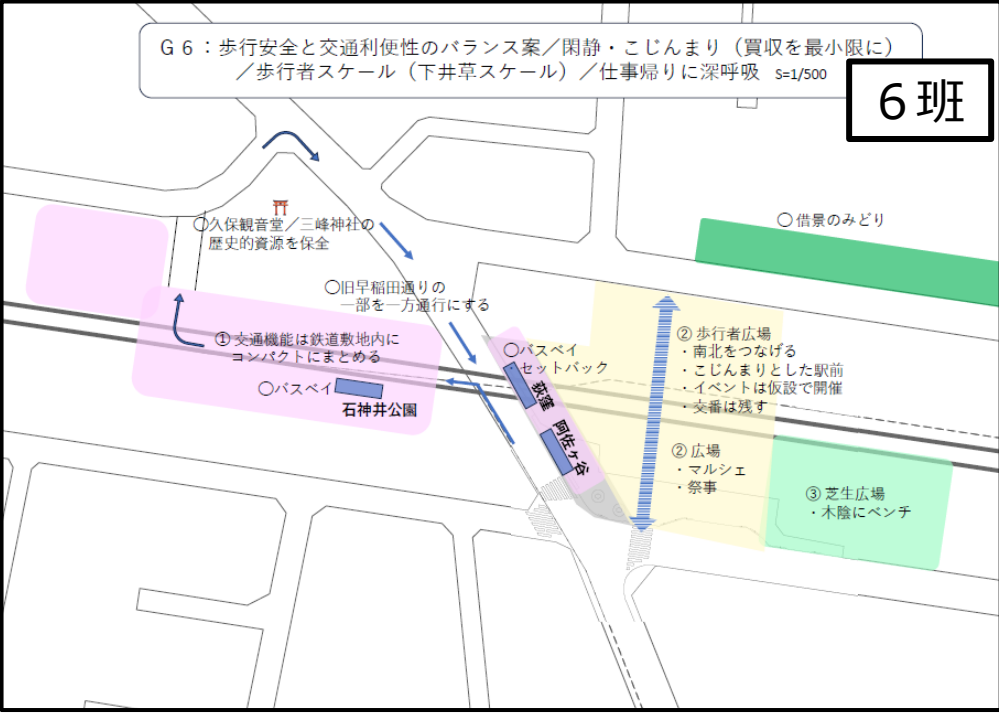 G6：歩行安全と交通利便性のバランス案／閑静・こじんまり（買収を最小限に）
／歩行者スケール（下井草スケール）／仕事帰りに深呼吸 S=1/500
6班
〇久保観音堂／三峰神社の
歴史的資源を保全
〇借景のみどり
〇旧早稲田通りの
一部を一方通行にする
①交通機能は鉄道敷地内に
コンパクトにまとめる
〇バスベイ
石神井公園
〇バスベイ
・セットバック
荻窪
阿佐ヶ谷
②歩行者広場
・南北をつなげる
・こじんまりとした駅前
・イベントは仮設で開催
・交番は残す
②広場
・マルシェ
・祭事
③芝生広場
・木陰にベンチ